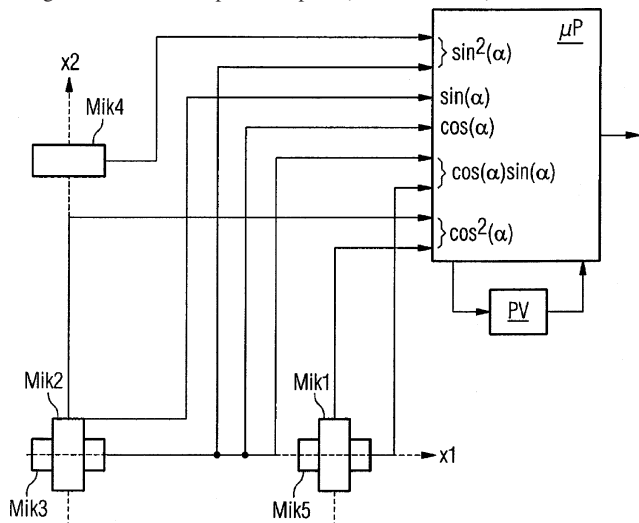 μP
sin²(α)
x2
Mik4
sin(α)
cos(α)
cos(α)sin(α)
cos²(α)
PV
Mik2
Mik1
x1
Mik3
Mik5